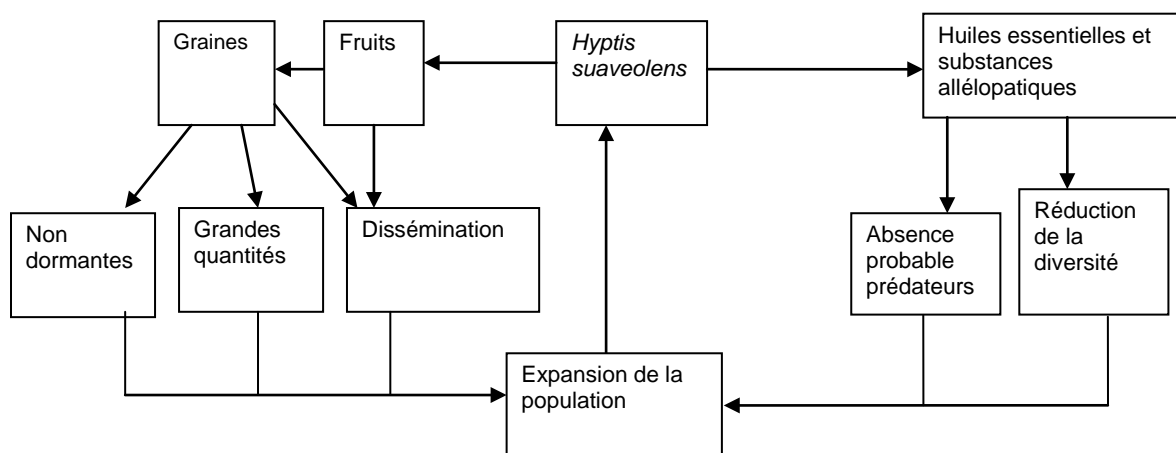 Graines
Fruits
Hyptis
suaveolens
Huiles essentielles et
substances
allélopatiques
Non
dormantes
Grandes
quantités
Dissémination
Absence
probable
prédateurs
Réduction
de la
diversité
Expansion de la
population